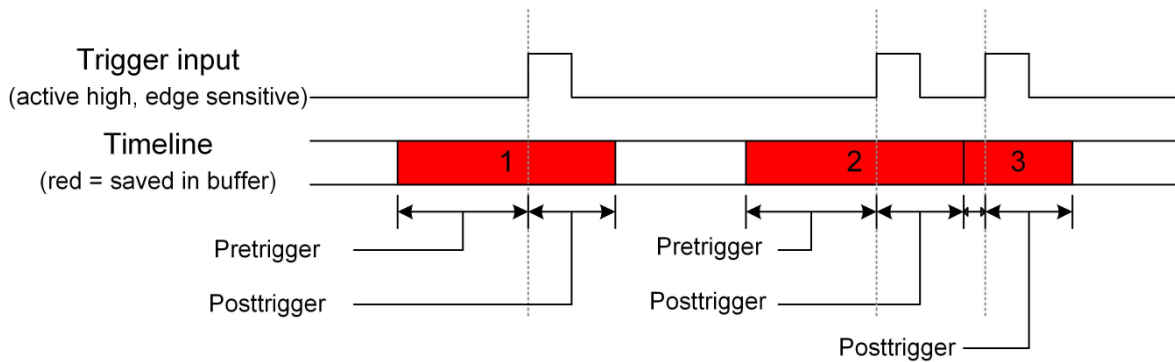 Trigger input
(active high, edge sensitive)
Timeline
(red = saved in buffer)
1
2
3
Pretrigger
Pretrigger
Posttrigger
Posttrigger
Posttrigger